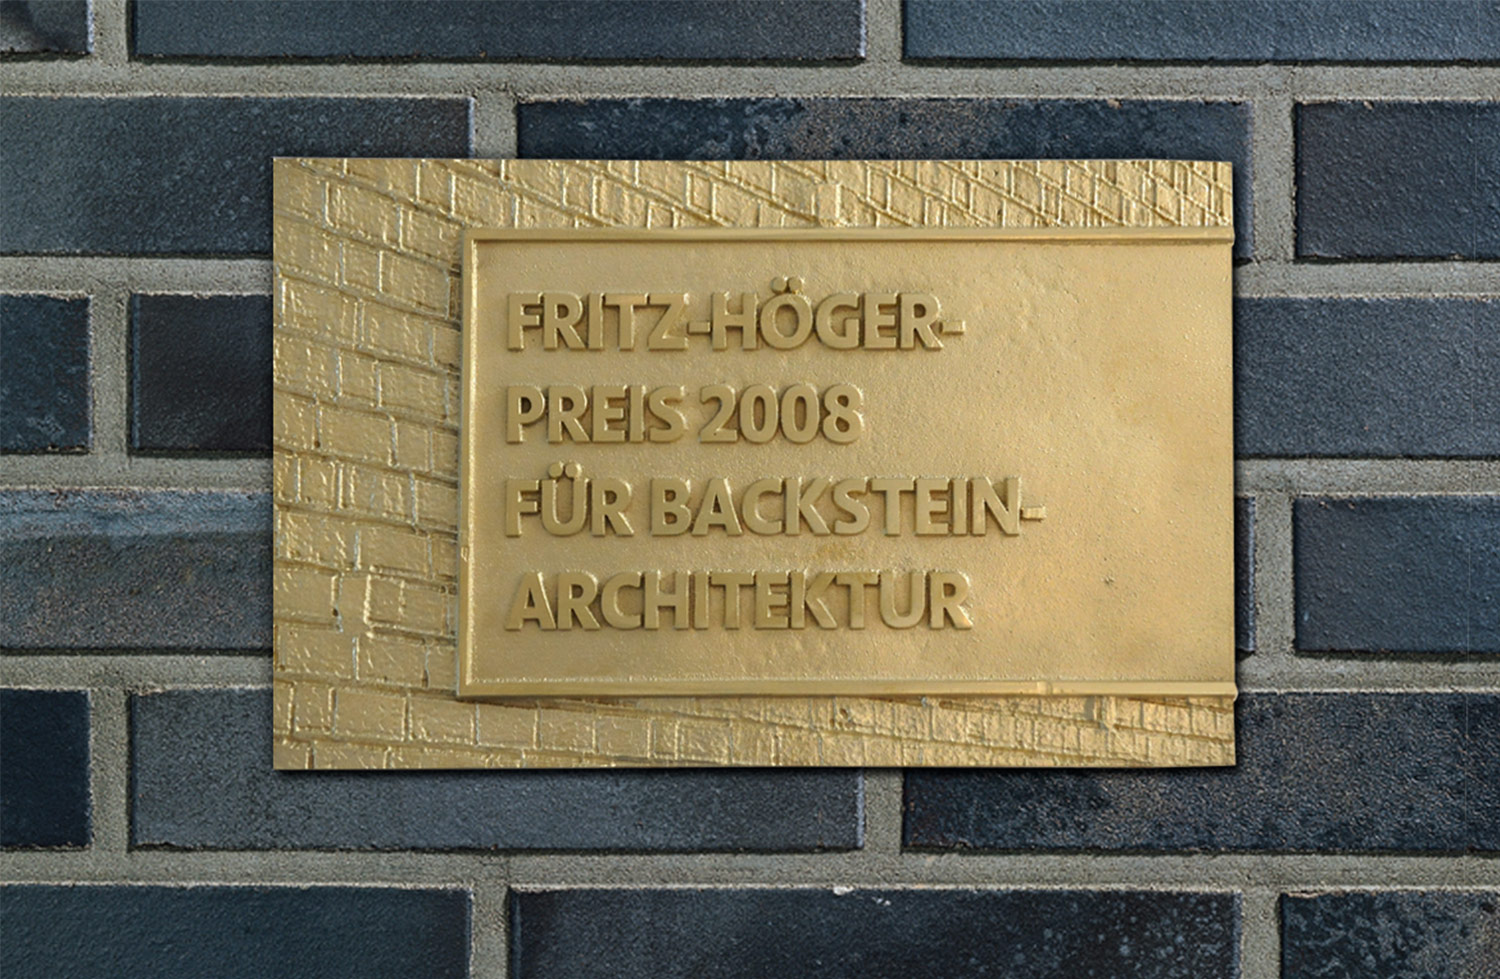 FRITZ-HÖGER-
PREIS 2008
FÜR BACKSTEIN-
ARCHITEKTUR